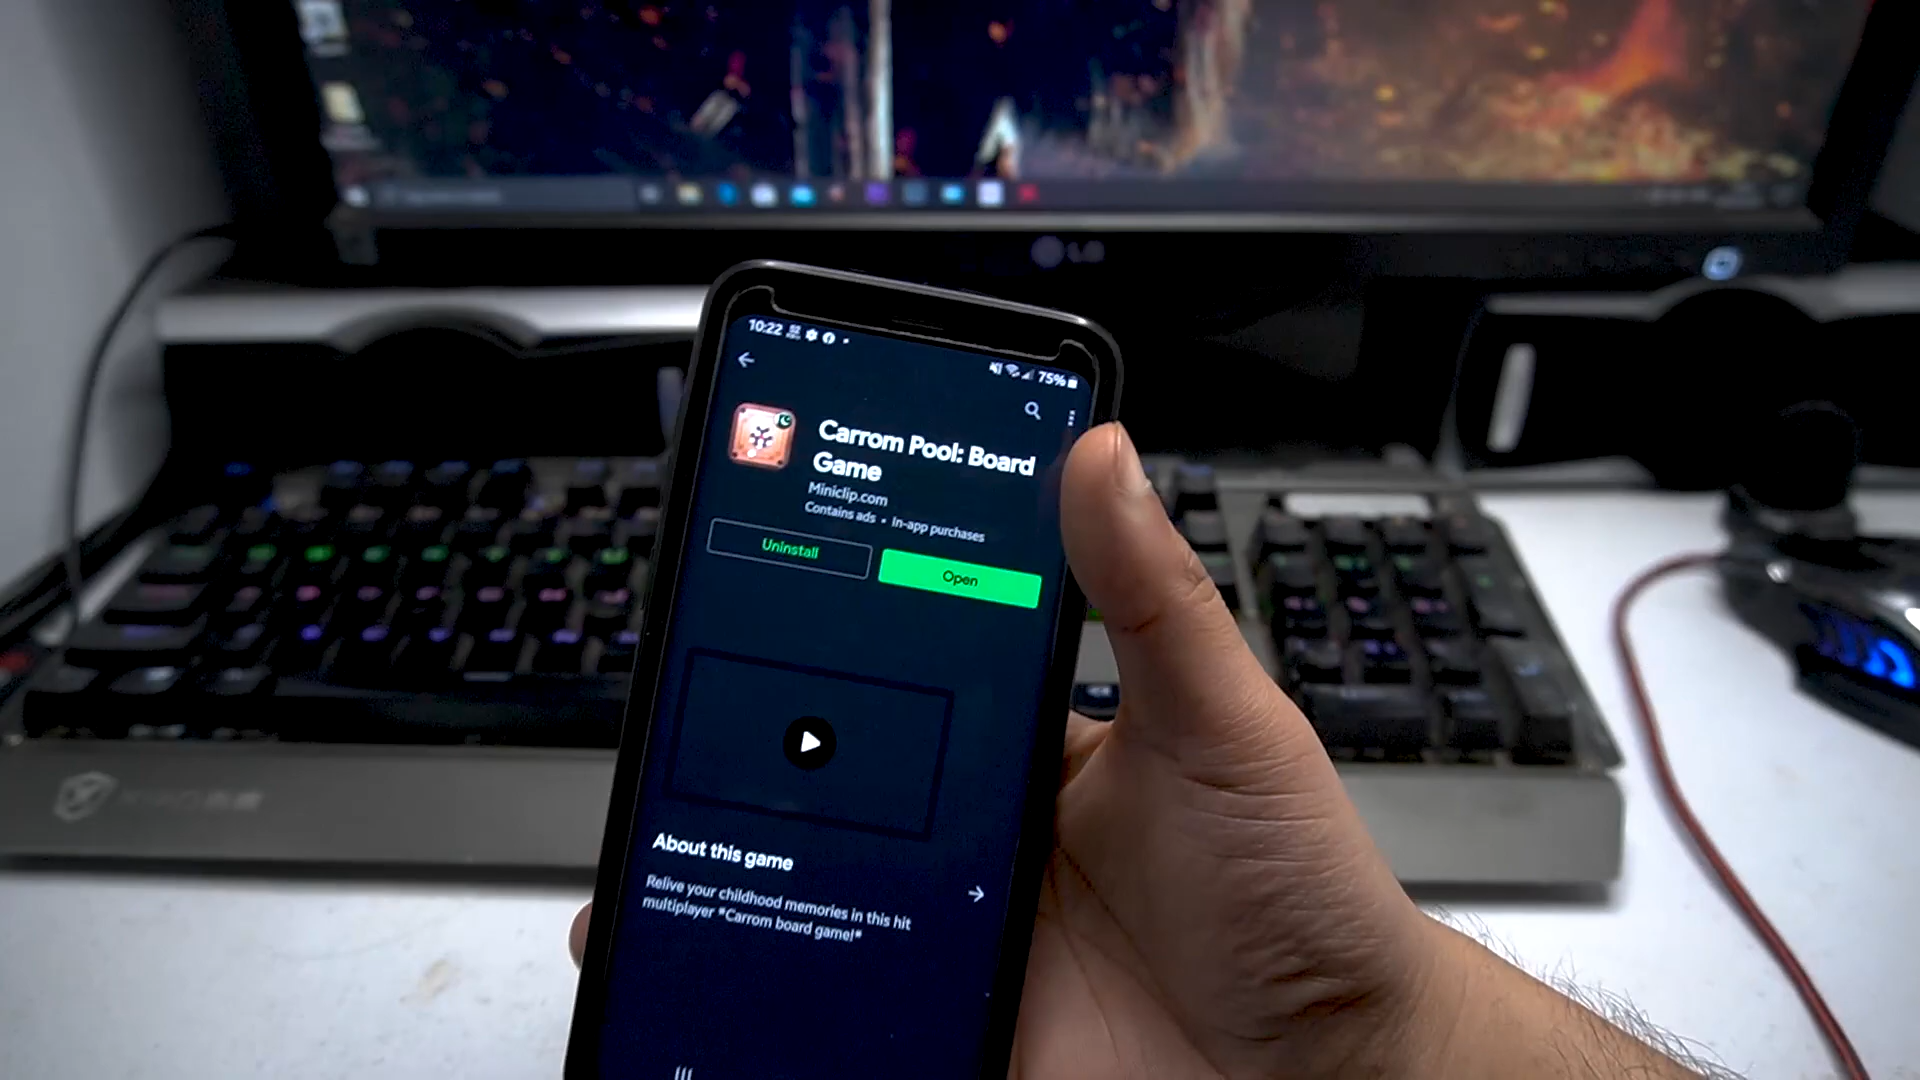 LG
10:22
75%
Carrom Pool: Board
Game
Miniclip.com
Contains ads • In-app purchases
Uninstall
Open
About this game
Relive your childhood memories in this hit
multiplayer *Carrom board game!*